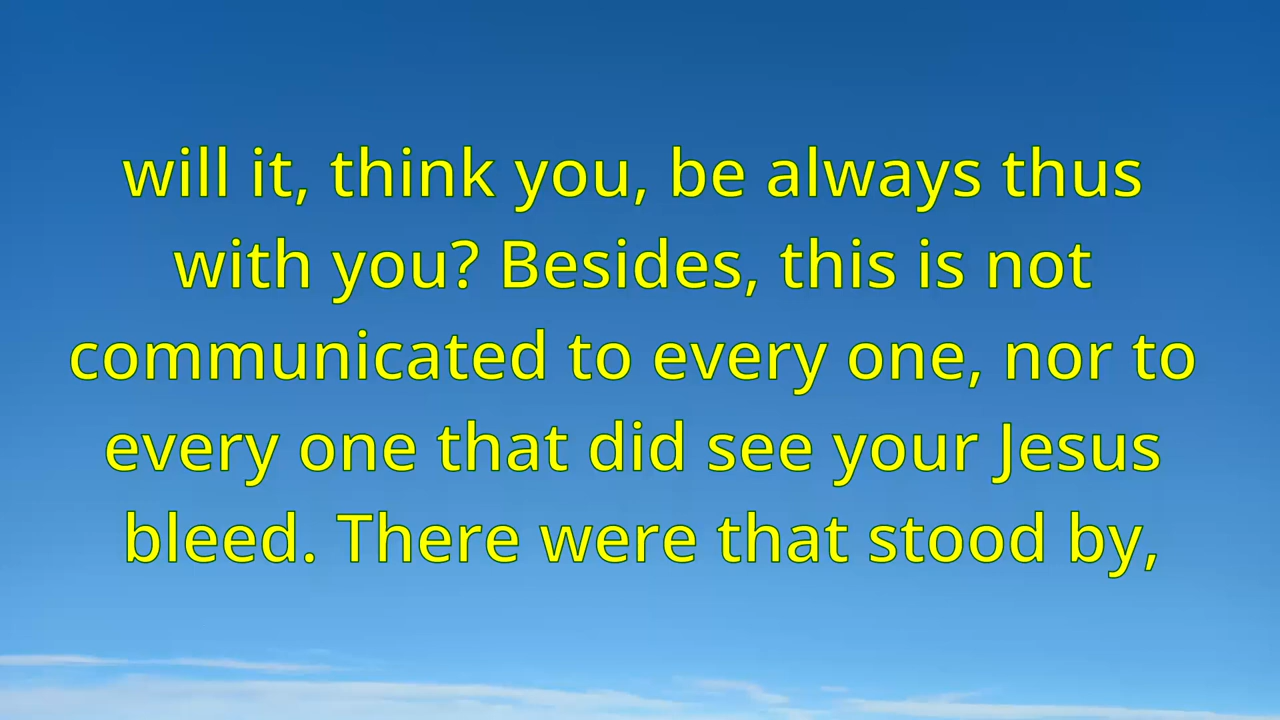 will it, think you, be always thus
with you? Besides, this is not
communicated to every one, nor to
every one that did see your Jesus
bleed. There were that stood by,